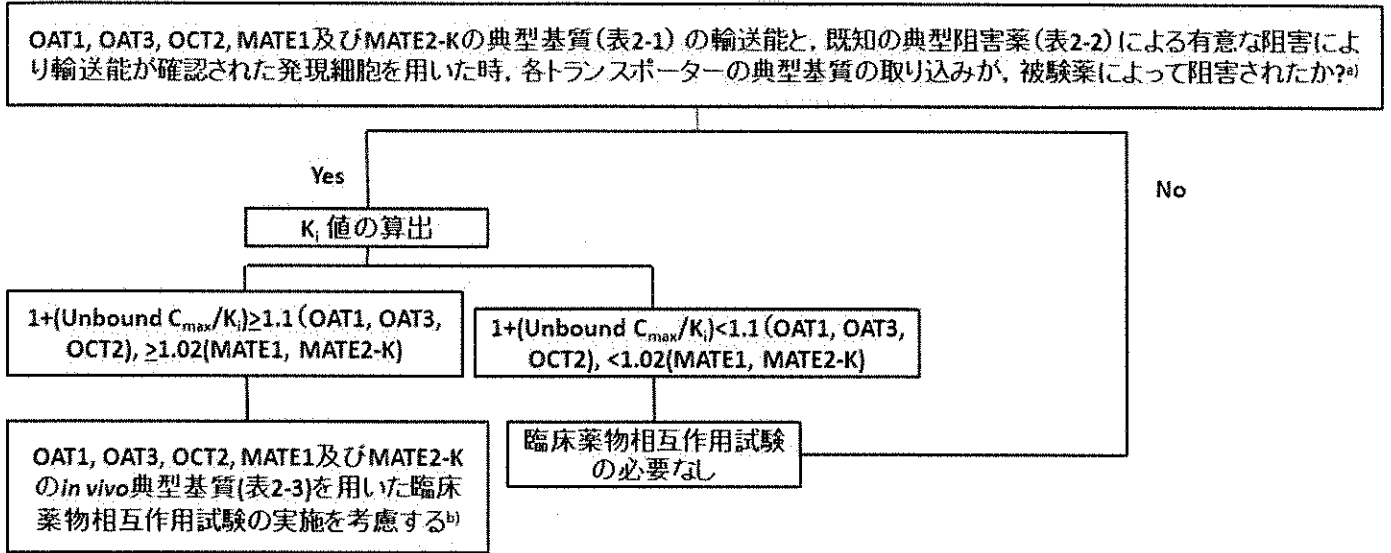 OAT1, OAT3, OCT2, MATE1及びMATE2-Kの典型基質(表2-1) の輸送能と, 既知の典型阻害薬(表2-2)による有意な阻害によ
り輸送能が確認された発現細胞を用いた時, 各トランスポーターの典型基質の取り込みが, 被験薬によって阻害されたか?a)
Yes
No
Ki 値の算出
1+(Unbound Cmax/Ki)≥1.1(OAT1, OAT3,
OCT2), ≥1.02(MATE1, MATE2-K)
1+(Unbound Cmax/Ki)<1.1(OAT1, OAT3,
OCT2), <1.02(MATE1, MATE2-K)
OAT1, OAT3, OCT2, MATE1及びMATE2-K
のin vivo典型基質(表2-3)を用いた臨床
薬物相互作用試験の実施を考慮するb)
臨床薬物相互作用試験
の必要なし